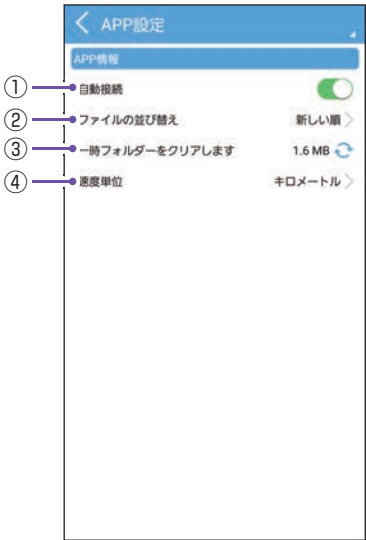 APP設定
APP情報
① 自動接続
② ファイルの並び替え 新しい順
③ 一時フォルダーをクリアします 1.6 MB
④ 速度単位 キロメートル